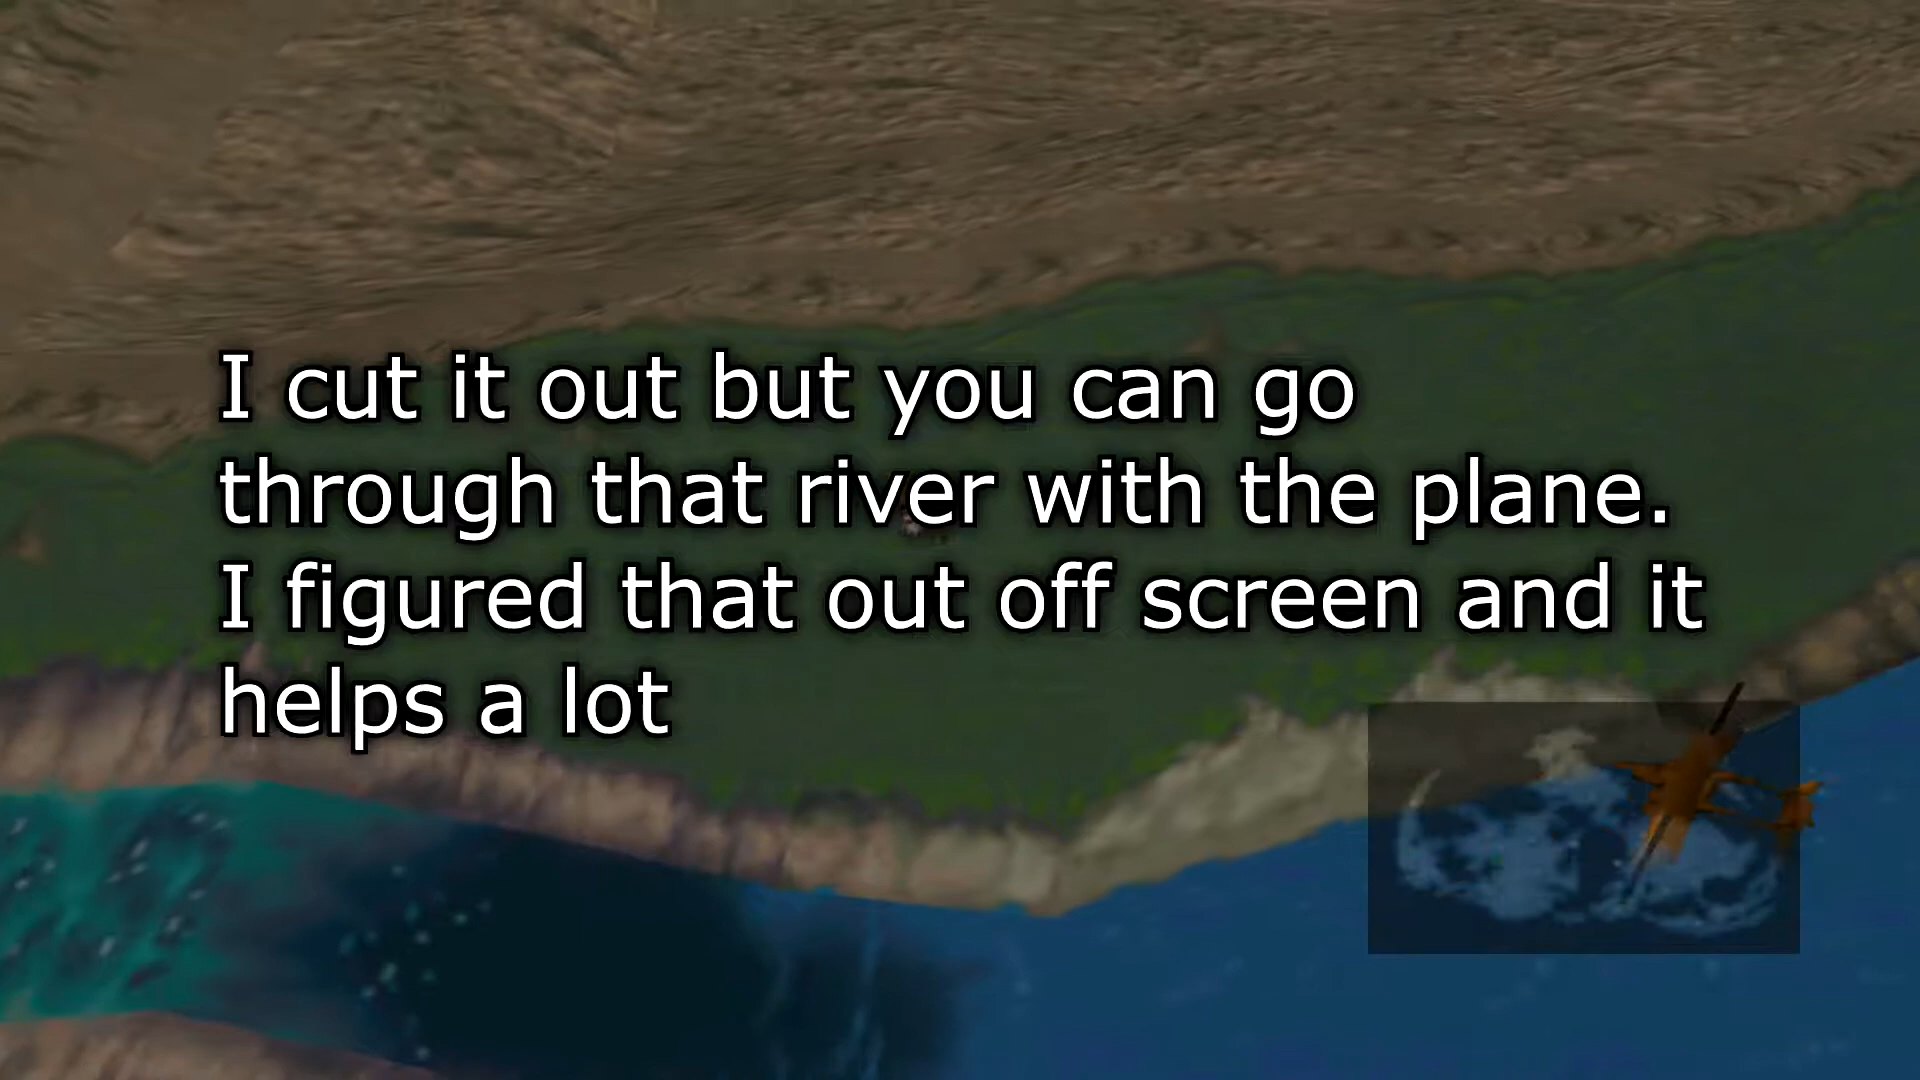 I cut it out but you can go
through that river with the plane.
I figured that out off screen and it
helps a lot